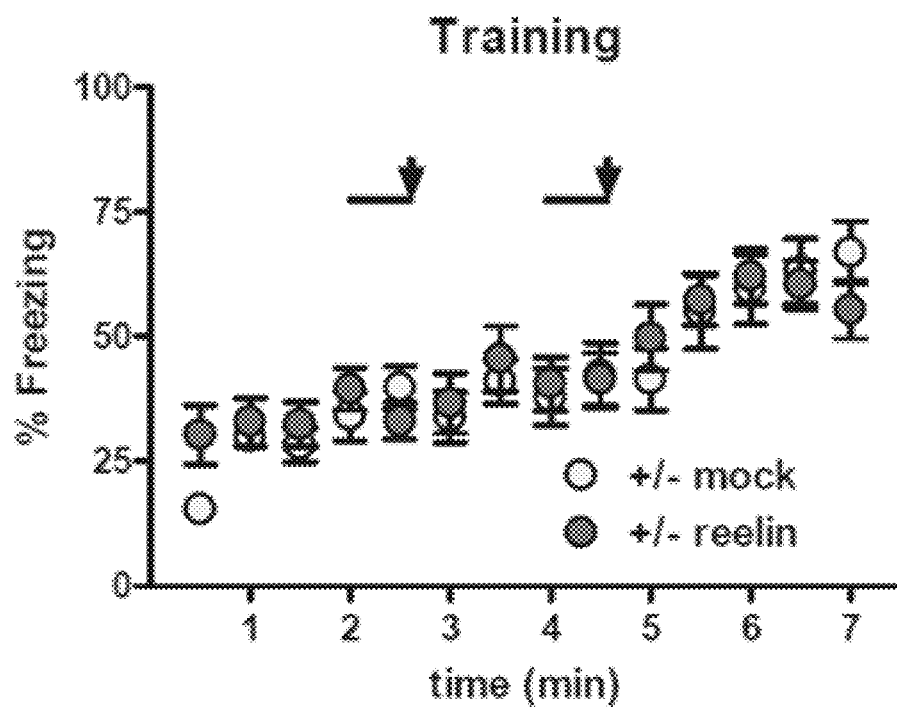 Training
100
75
50
25
0
% Freezing
+/- mock
+/- reelin
1 2 3 4 5 6 7
time (min)